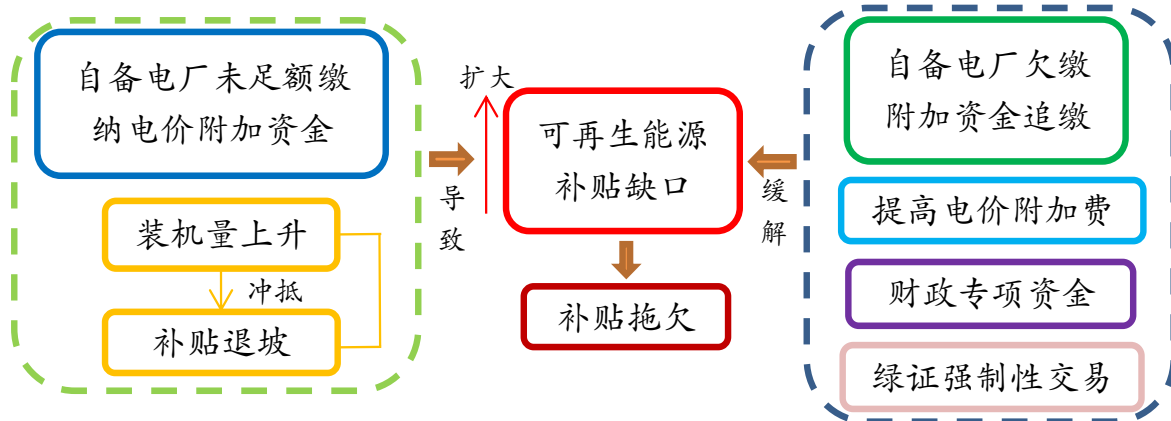 自备电厂未足额缴
纳电价附加资金
装机量上升
冲抵
补贴退坡
导
致
扩大
可再生能源
补贴缺口
补贴拖欠
缓
解
自备电厂欠缴
附加资金追缴
提高电价附加费
财政专项资金
绿证强制性交易